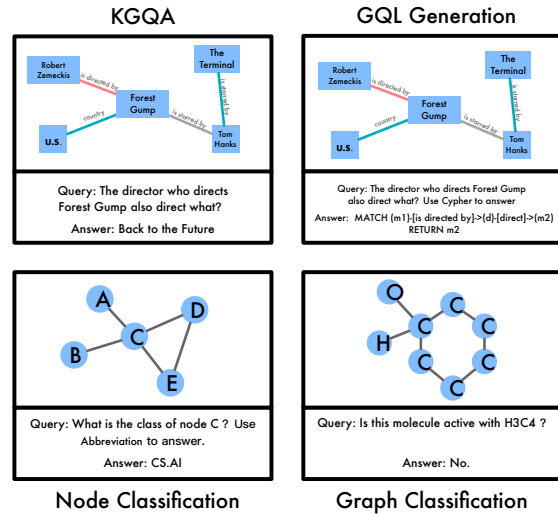 KGQA
GQL Generation
Robert
Zemeckis
is directed by
The
Terminal
is starred by
Forest
Gump
country
is starred by
U.S.
Tom
Hanks
Query: The director who directs
Forest Gump also direct what?
Answer: Back to the Future
Robert
Zemeckis
is directed by
The
Terminal
is starred by
Forest
Gump
country
is starred by
U.S.
Tom
Hanks
Query: The director who directs Forest Gump
also direct what? Use Cypher to answer
Answer: MATCH (m1)-[is directed by]->(d)-[direct]->(m2)
RETURN m2
A
D
C
B
E
Query: What is the class of node C ? Use
Abbreviation to answer.
Answer: CS.AI
O
C
C
C
H
C
C
C
Query: Is this molecule active with H3C4 ?
Answer: No.
Node Classification
Graph Classification